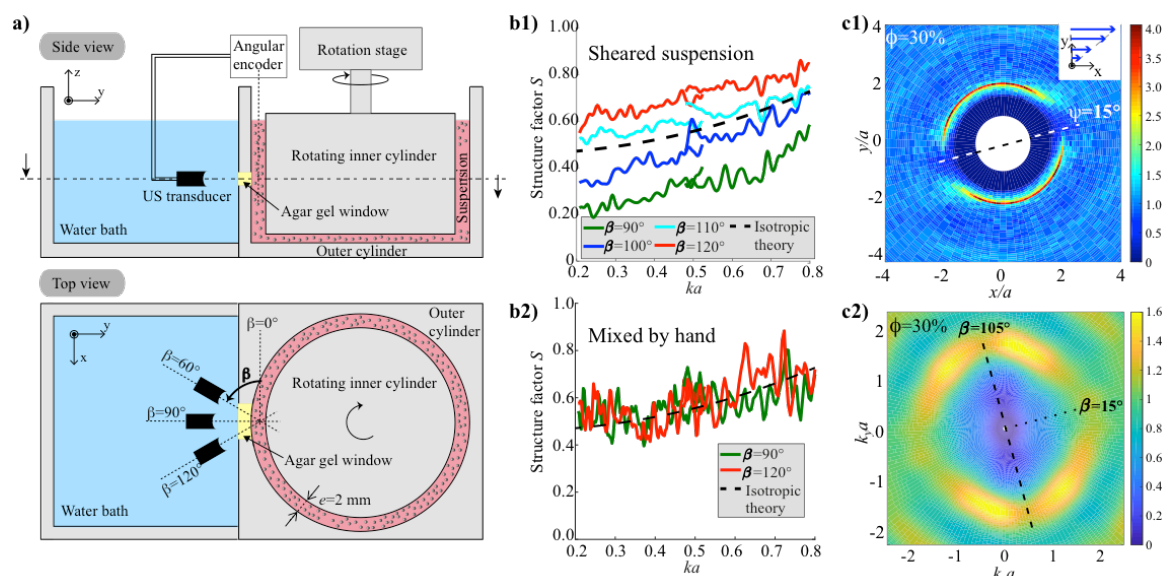 a)
Side view
z
y
Angular
encoder
Rotation stage
Rotating inner cylinder
Suspension
US transducer
Agar gel window
Water bath
Outer cylinder
Top view
y
x
β=0°
Outer
cylinder
β=60°
β
Rotating inner cylinder
β=90°
β=120°
Agar gel window
e=2 mm
Water bath
b1)
Structure factor S
1
0.80
0.60
0.40
0.20
0
Sheared suspension
β=90°
β=110°
Isotropic
theory
β=100°
β=120°
0.2 0.3 0.4 0.5 0.6 0.7 0.8
ka
b2)
Structure factor S
1.0
0.8
0.6
0.4
0.2
0
Mixed by hand
β=90°
β=120°
Isotropic
theory
0.2 0.3 0.4 0.5 0.6 0.7 0.8
ka
c1)
ϕ=30%
y
x
ψ=15°
y/a
4
2
0
-2
-4
−4 −2 0 2 4
x/a
4.0
3.5
3.0
2.5
2.0
1.5
1.0
0.5
0
c2)
ϕ=30%
β=105°
β=15°
kya
2
1
0
-1
-2
-2 -1 0 1 2
1.6
1.4
1.2
1
0.8
0.6
0.4
0.2
0